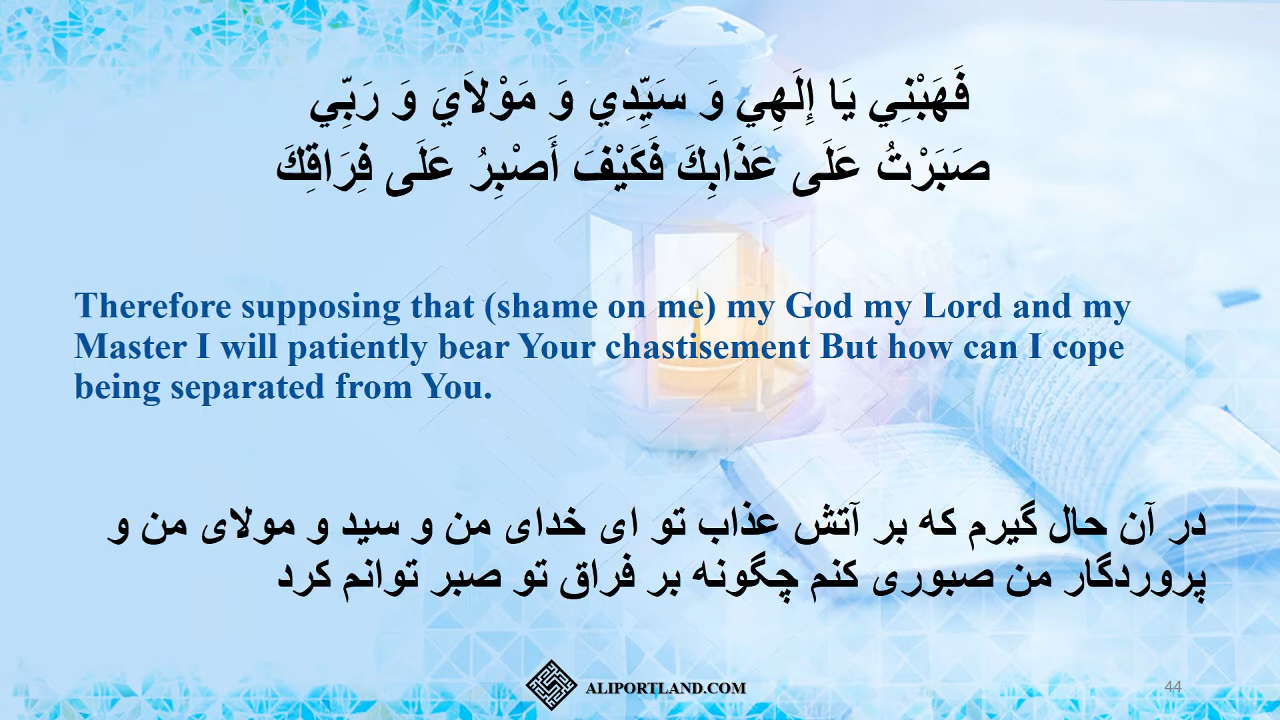 فَهَبْنِي يَا إِلَهِي وَ سَيِّدِي وَ مَوْلاَيَ وَ رَبِّي
صَبَرْتُ عَلَى عَذَابِكَ فَكَيْفَ أَصْبِرُ عَلَى فِرَاقِكَ
Therefore supposing that (shame on me) my God my Lord and my
Master I will patiently bear Your chastisement But how can I cope
being separated from You.
در آن حال گیرم که بر آتش عذاب تو ای خدای من و سید و مولای من و
پروردگار من صبوری کنم چگونه بر فراق تو صبر توانم کرد
ALIPORTLAND.COM
44